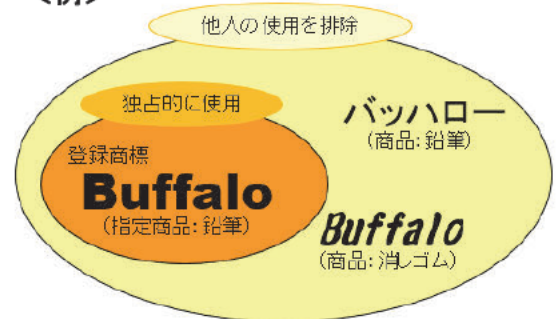 他人の使用を排除
独占的に使用
登録商標
Buffalo
(指定商品:鉛筆)
バッハロー
(商品:鉛筆)
Buffalo
(商品:消しゴム)